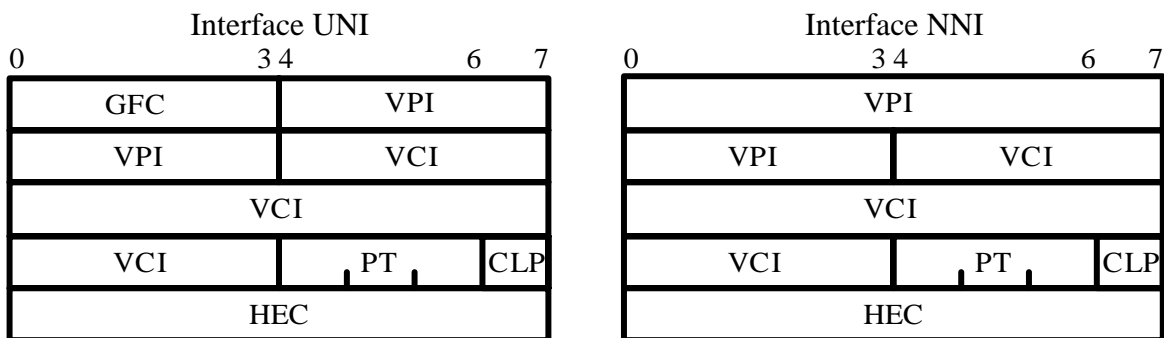 Interface UNI
0 3 4 6 7
GFC VPI
VPI VCI
VCI
VCI PT CLP
HEC
Interface NNI
0 3 4 6 7
VPI
VPI VCI
VCI
VCI PT CLP
HEC